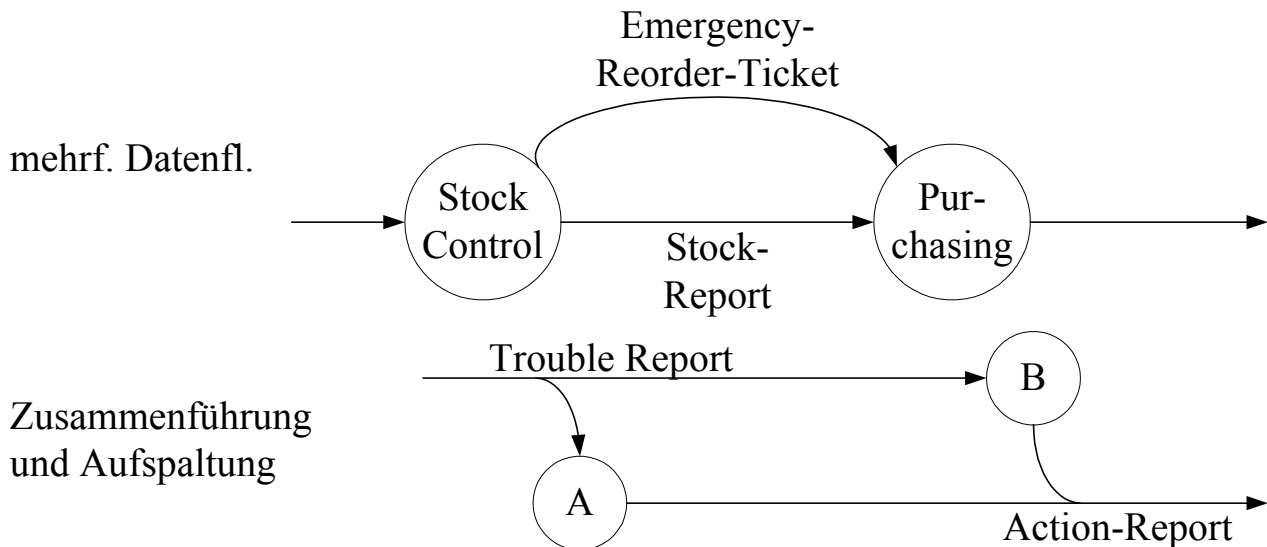 Emergency-
Reorder-Ticket
mehrf. Datenfl.
Stock
Control
Pur-
chasing
Stock-
Report
Trouble Report
B
Zusammenführung
und Aufspaltung
A
Action-Report